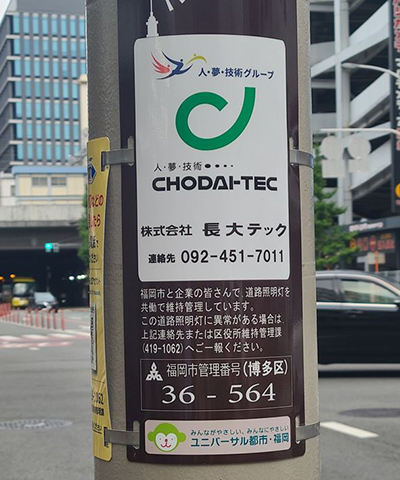 人・夢・技術グループ
人・夢・技術
CHODAI-TEC
株式会社 長大テック
連絡先 092-451-7011
福岡市と企業の皆さんで、道路照明灯を
共働で維持管理しています。
この道路照明灯に異常がある場合は
上記連絡先または区役所維持管理課
(419-1062)へご一報ください。
福岡市管理番号(博多区)
36 - 564
みんながやさしい、みんなにやさしい
ユニバーサル都市・福岡